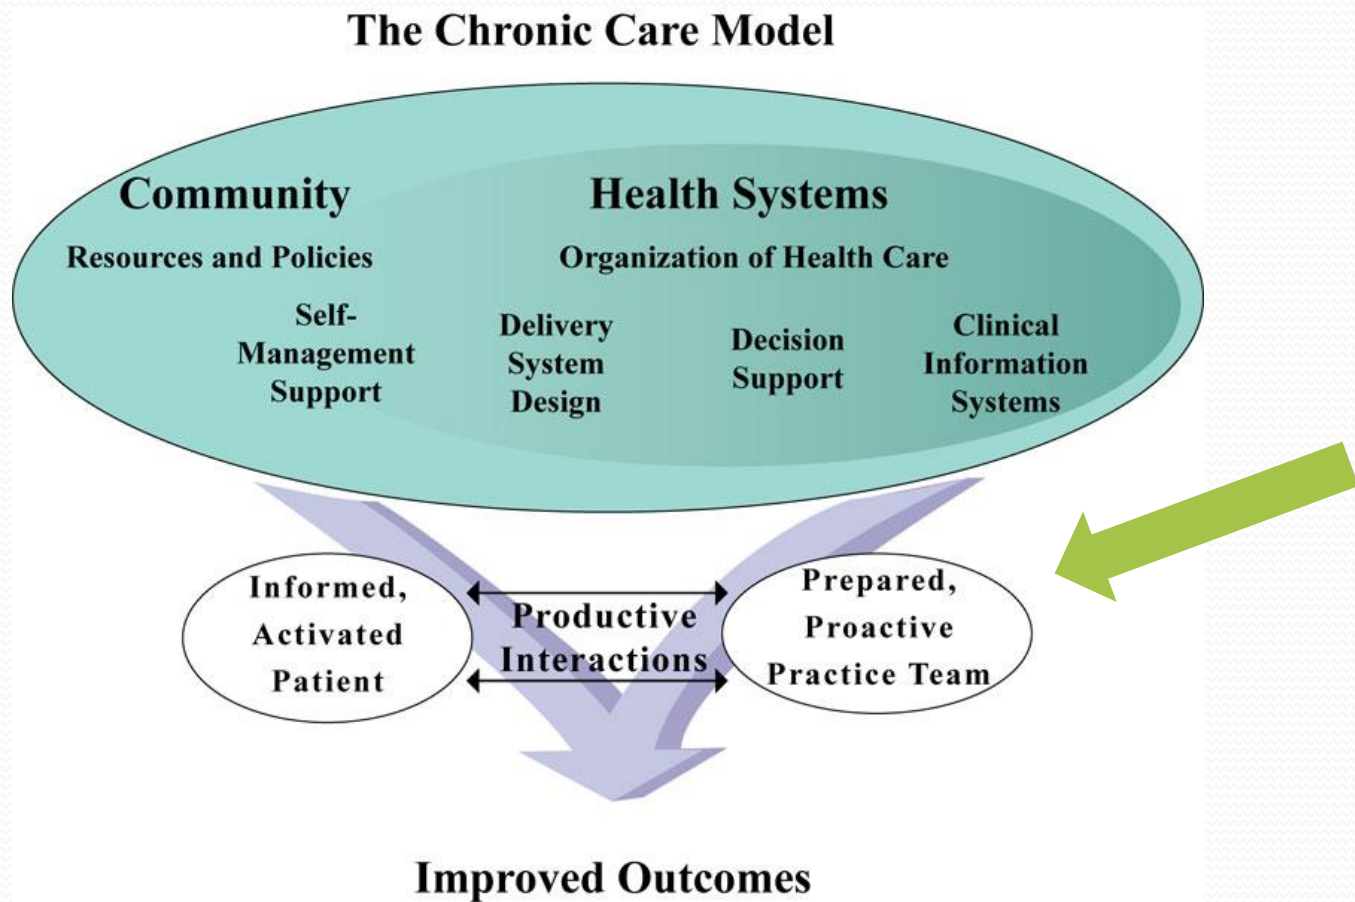 The Chronic Care Model
Community
Resources and Policies
Health Systems
Organization of Health Care
Self-
Management
Support
Delivery
System
Design
Decision
Support
Clinical
Information
Systems
Informed,
Activated
Patient
Productive
Interactions
Prepared,
Proactive
Practice Team
Improved Outcomes